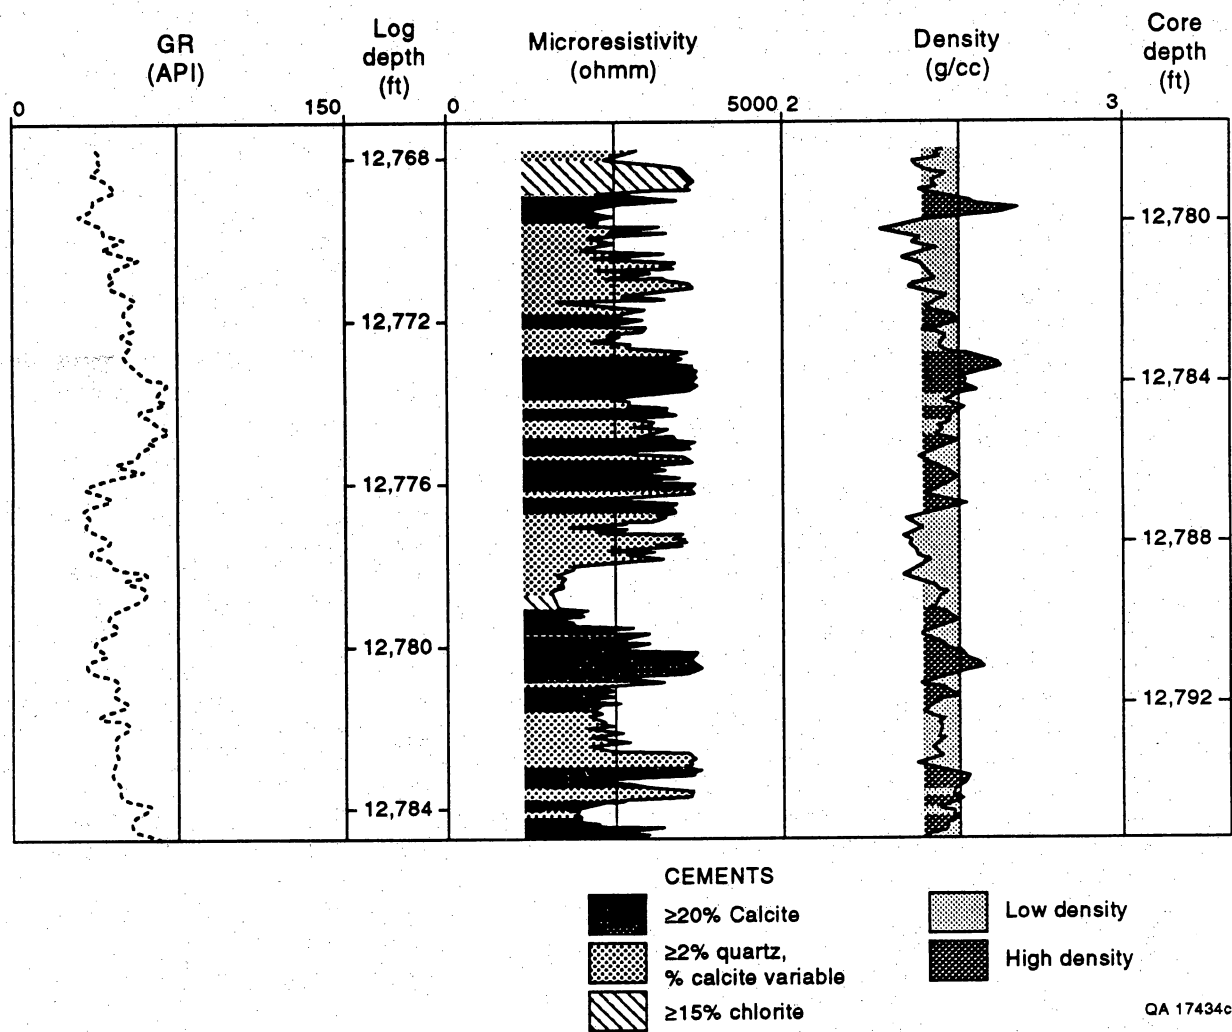 GR
(API)
Log
depth
(ft)
Microresistivity
(ohmm)
Density
(g/cc)
Core
depth
(ft)
0 150 0 5000 2 3
12,768
12,772
12,776
12,780
12,784
12,780
12,784
12,788
12,792
CEMENTS
≥20% Calcite
≥2% quartz,
% calcite variable
≥15% chlorite
Low density
High density
QA 17434c